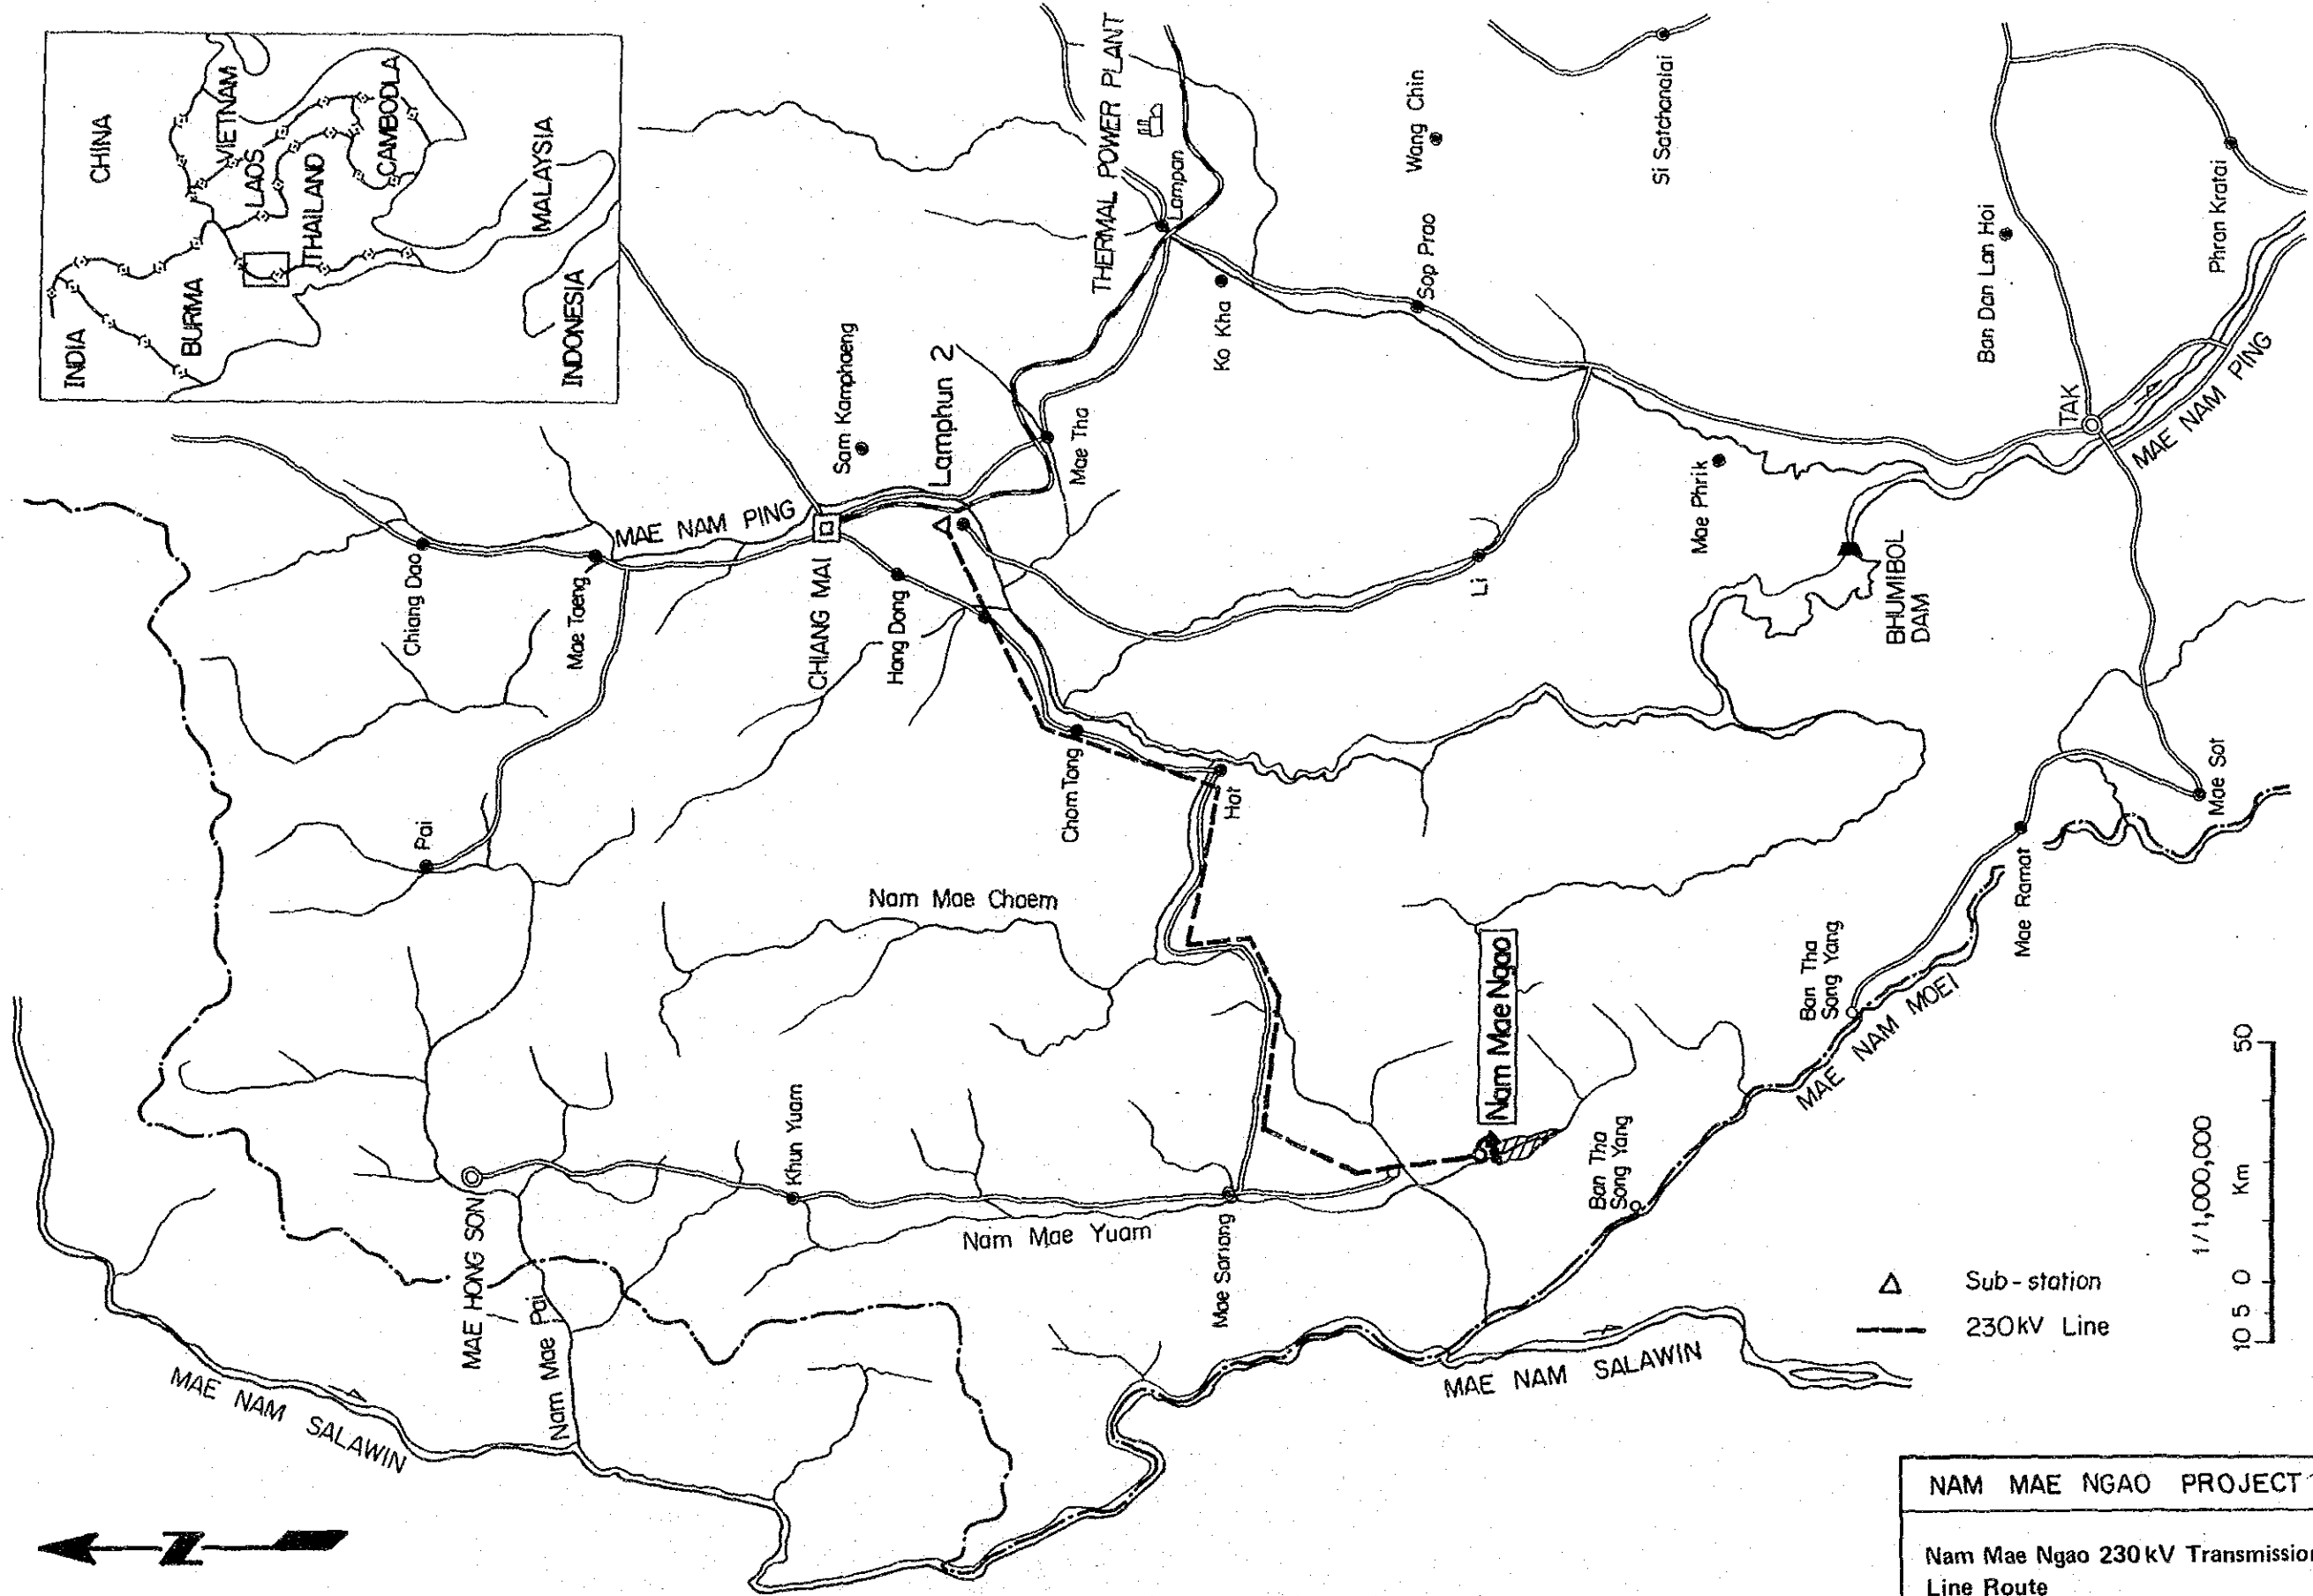 CHINA
INDIA
BURMA
VIETNAM
LAOS
THAILAND
CAMBODLA
MALAYSIA
INDONESIA
THERMAL POWER PLANT
Lampan
Wang Chin
Si Satchanalai
Ban Dan Lan Hoi
Phran Kratai
Ko Kha
Sop Prao
Sam Kamphaeng
Lamphun 2
Mae Tha
Mae Phrik
TAK
MAE NAM PING
MAE NAM PING
CHIANG MAI
Chiang Dao
Mae Taeng
Hang Dong
Li
BHUMIBOL
DAM
Chom Tong
Hot
Pai
Nam Mae Chaem
Nam Mae Ngao
Mae Sot
Mae Ramat
Ban Tha
Song Yang
MAE NAM MOEI
Ban Tha
Song Yang
Khun Yuam
MAE HONG SON
Nam Mae Pai
Nam Mae Yuam
Mae Sariang
MAE NAM SALAWIN
MAE NAM SALAWIN
N
Sub-station
230kV Line
1/1,000,000
10 5 0 Km 50
NAM MAE NGAO PROJECT
Nam Mae Ngao 230kV Transmission
Line Route